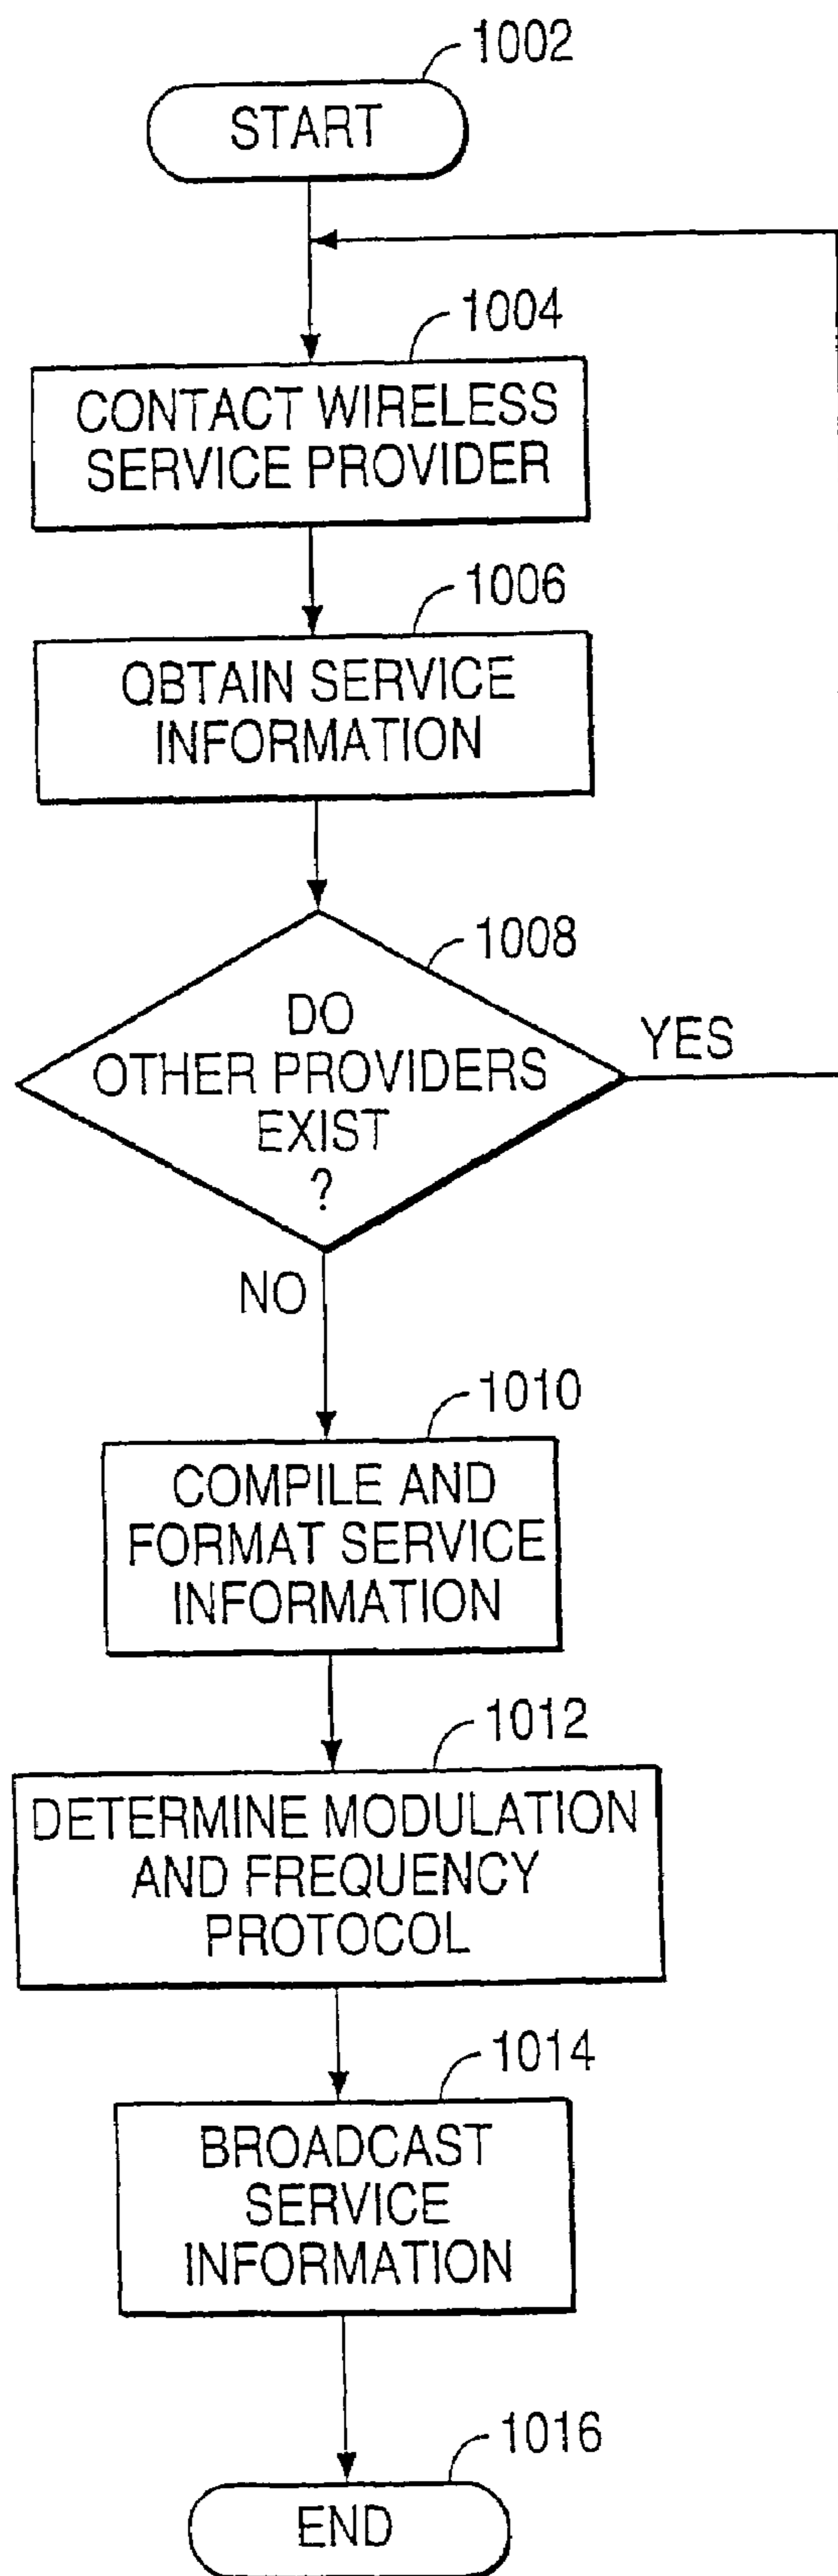 1002
START
1004
CONTACT WIRELESS
SERVICE PROVIDER
1006
OBTAIN SERVICE
INFORMATION
1008
DO
OTHER PROVIDERS
EXIST
?
YES
NO
1010
COMPILE AND
FORMAT SERVICE
INFORMATION
1012
DETERMINE MODULATION
AND FREQUENCY
PROTOCOL
1014
BROADCAST
SERVICE
INFORMATION
1016
END